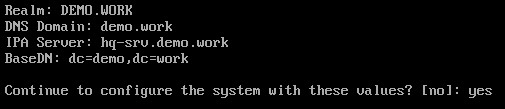 Realm: DEMO.WORK
DNS Domain: demo.work
IPA Server: hq-srv.demo.work
BaseDN: dc=demo,dc=work
Continue to configure the system with these values? [no]: yes